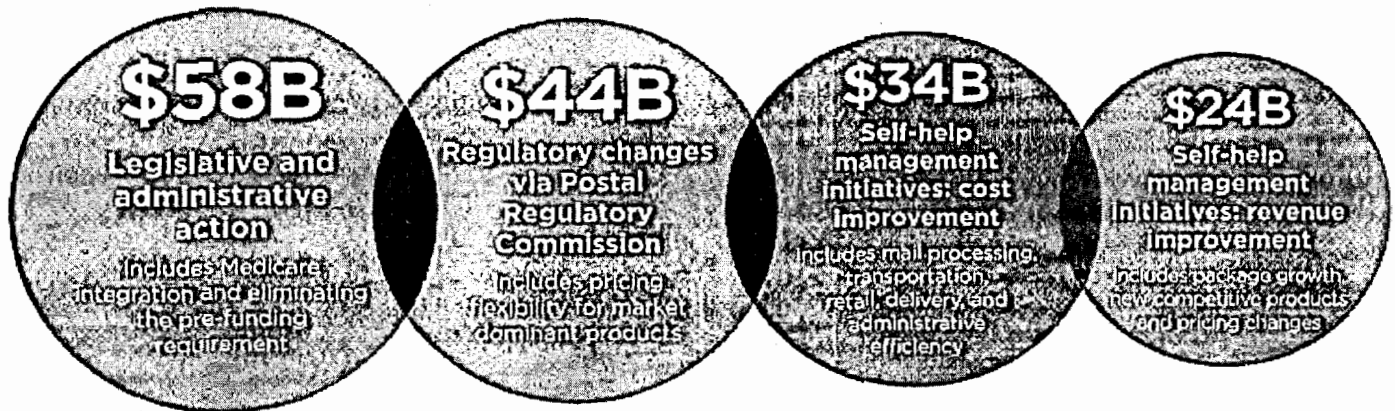 $58B
Legislative and
administrative
action
Includes Medicare
integration and eliminating
the pre-funding
requirement
$44B
Regulatory changes
via Postal
Regulatory
Commission
Includes pricing
flexibility for market
dominant products
$34B
Self-help
management
initiatives: cost
improvement
Includes mail processing,
transportation,
retail, delivery, and
administrative
efficiency
$24B
Self-help
management
initiatives: revenue
improvement
Includes package growth,
new competitive products
and pricing changes